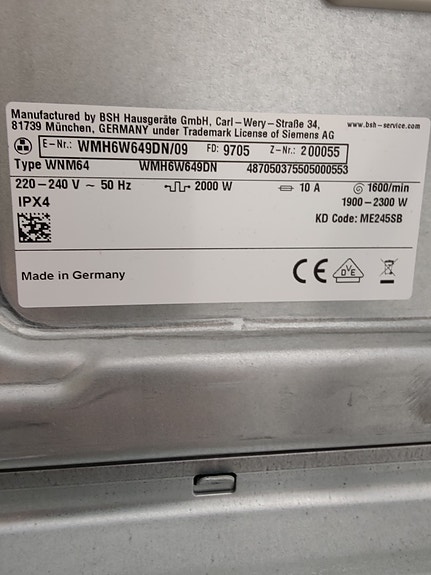 Manufactured by BSH Hausgeräte GmbH, Carl-Wery-Straße 34, www.bsh-service.com
81739 München, GERMANY under Trademark License of Siemens AG
E-Nr.: WMH6W649DN/09 FD: 9705 Z-Nr.: 200055
Type WNM64 WMH6W649DN 487050375505000553
220-240 V ~ 50 Hz 2000 W 10 A 1600/min
IPX4 1900-2300 W
KD Code: ME245SB
Made in Germany CE OVE